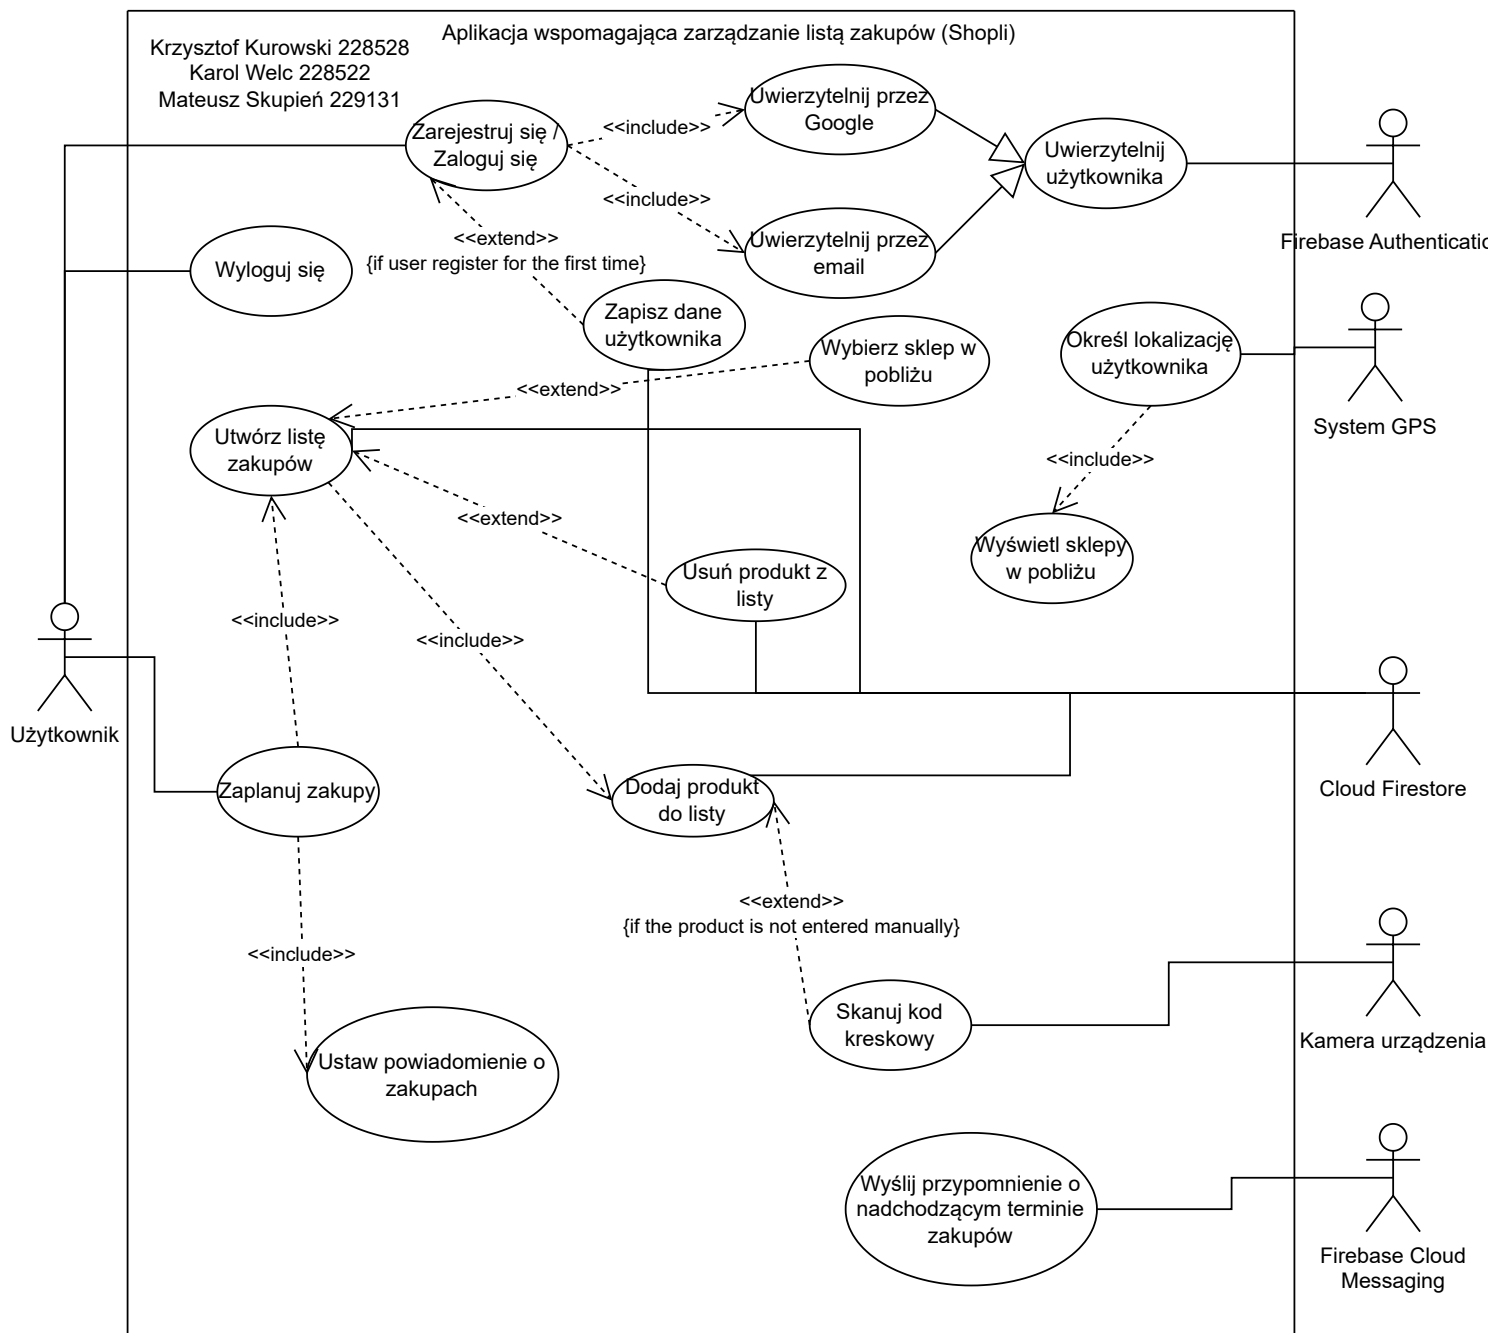 Aplikacja wspomagająca zarządzanie listą zakupów (Shopli)
Krzysztof Kurowski 228528
Karol Welc 228522
Mateusz Skupień 229131
Zarejestruj się /
Zaloguj się
<<include>>
Uwierzytelnij przez
Google
<<include>>
Uwierzytelnij przez
email
Uwierzytelnij
użytkownika
Firebase Authenticatio
<<extend>>
{if user register for the first time}
Wyloguj się
Zapisz dane
użytkownika
Wybierz sklep w
pobliżu
Określ lokalizację
użytkownika
System GPS
<<extend>>
Utwórz listę
zakupów
<<include>>
<<extend>>
Wyświetl sklepy
w pobliżu
Usuń produkt z
listy
<<include>>
<<include>>
Użytkownik
Zaplanuj zakupy
Dodaj produkt
do listy
Cloud Firestore
<<extend>>
{if the product is not entered manually}
<<include>>
Skanuj kod
kreskowy
Kamera urządzenia
Ustaw powiadomienie o
zakupach
Wyślij przypomnienie o
nadchodzącym terminie
zakupów
Firebase Cloud
Messaging